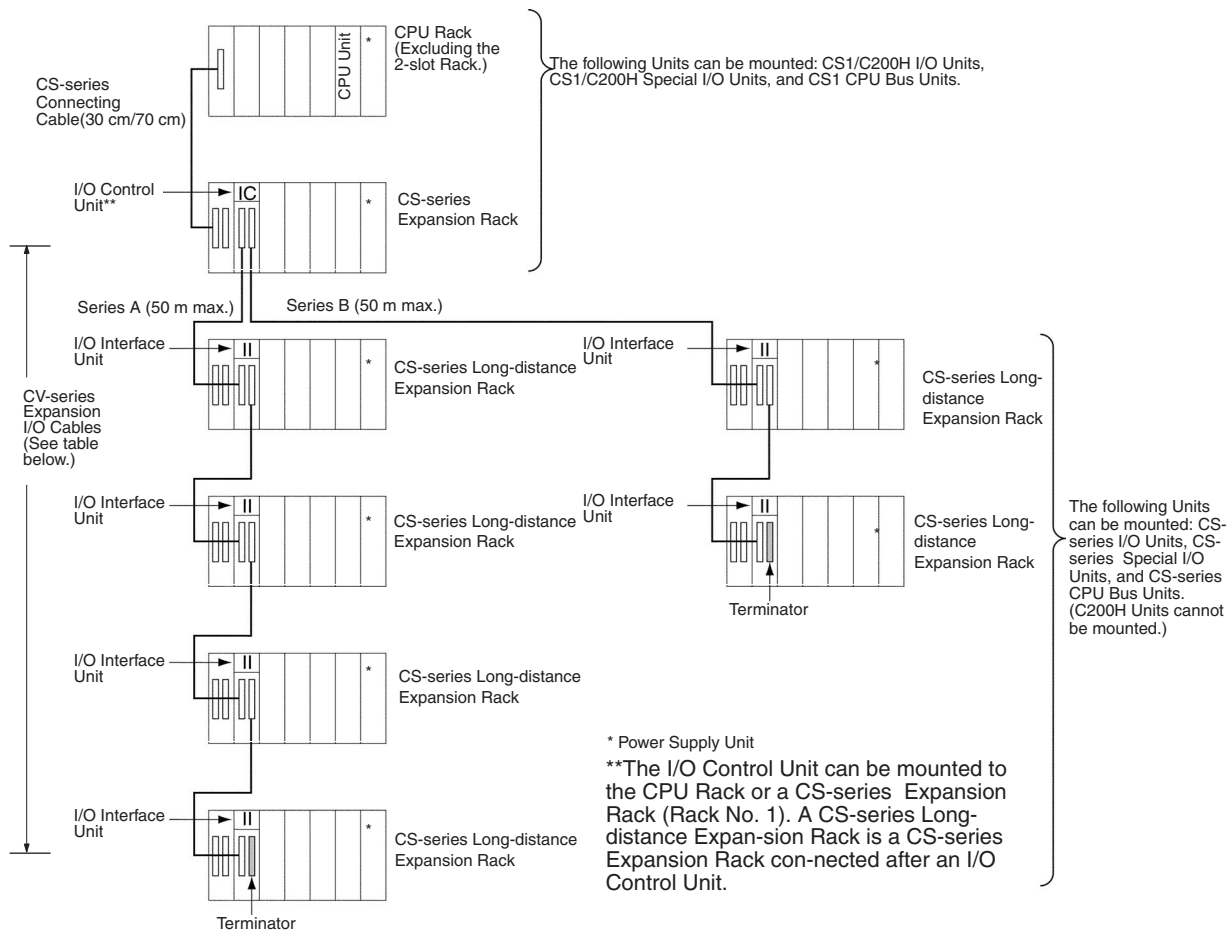 CPU Unit
*
CPU Rack
(Excluding the
2-slot Rack.)
The following Units can be mounted: CS1/C200H I/O Units,
CS1/C200H Special I/O Units, and CS1 CPU Bus Units.
CS-series
Connecting
Cable(30 cm/70 cm)
I/O Control
Unit**
IC
*
CS-series
Expansion Rack
Series A (50 m max.)
Series B (50 m max.)
I/O Interface
Unit
II
*
CS-series Long-distance
Expansion Rack
I/O Interface
Unit
II
*
CS-series Long-
distance
Expansion Rack
CV-series
Expansion
I/O Cables
(See table
below.)
I/O Interface
Unit
II
*
CS-series Long-distance
Expansion Rack
I/O Interface
Unit
II
*
CS-series Long-
distance
Expansion Rack
Terminator
The following Units
can be mounted: CS-
series I/O Units, CS-
series  Special I/O
Units, and CS-series
CPU Bus Units.
(C200H Units cannot
be mounted.)
I/O Interface
Unit
II
*
CS-series Long-distance
Expansion Rack
I/O Interface
Unit
II
*
CS-series Long-distance
Expansion Rack
Terminator
* Power Supply Unit
**The I/O Control Unit can be mounted to
the CPU Rack or a CS-series  Expansion
Rack (Rack No. 1). A CS-series Long-
distance Expan-sion Rack is a CS-series
Expansion Rack con-nected after an I/O
Control Unit.